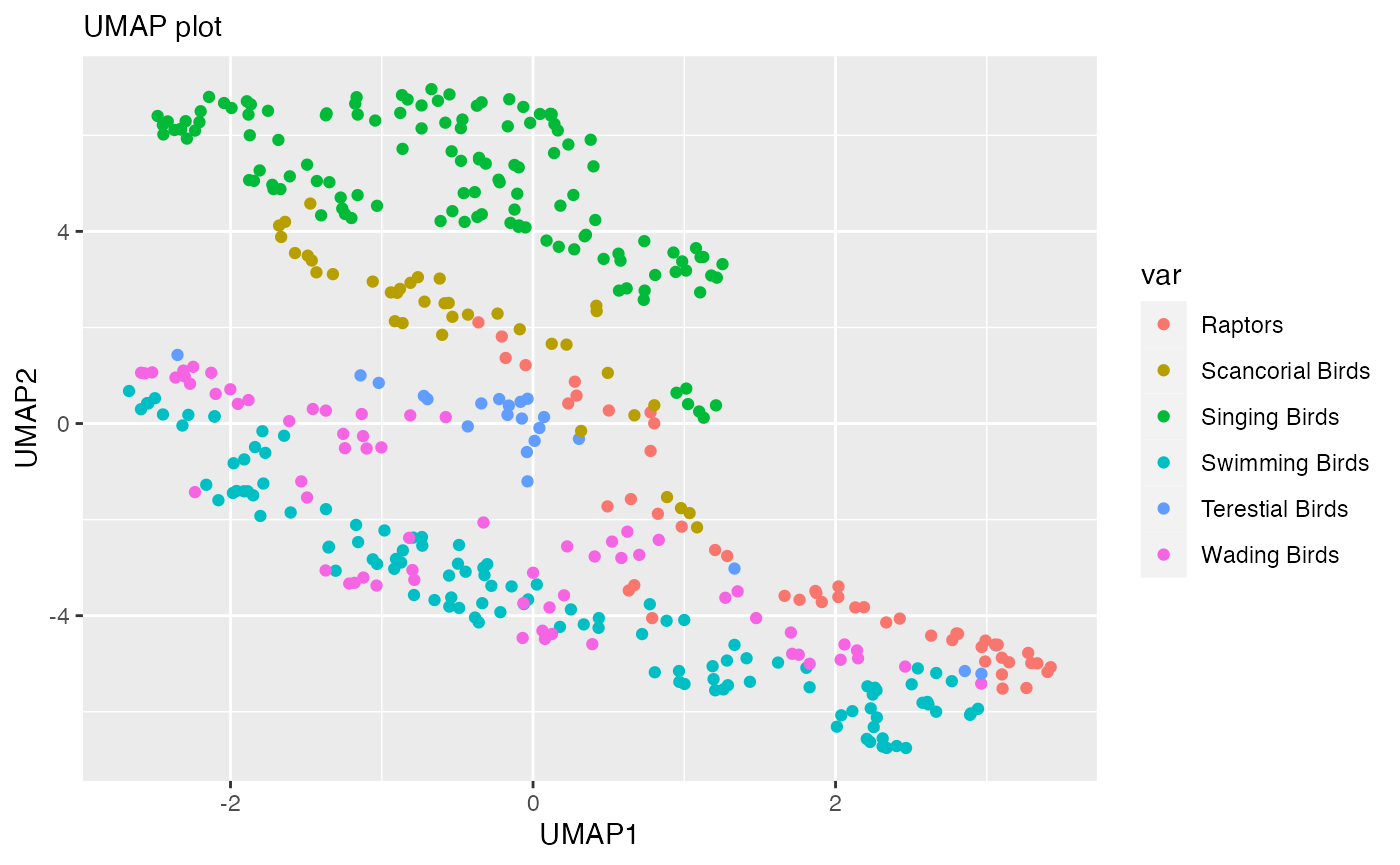 UMAP plot
UMAP2
4
0
-4
-2
0
2
UMAP1
var
Raptors
Scancorial Birds
Singing Birds
Swimming Birds
Terestial Birds
Wading Birds